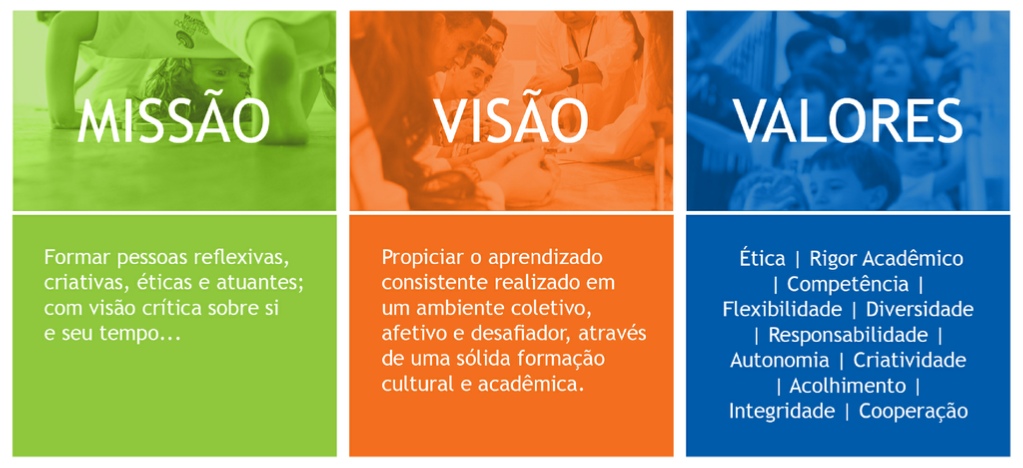 MISSÃO
Formar pessoas reflexivas,
criativas, éticas e atuantes;
com visão crítica sobre si
e seu tempo...
VISÃO
Propiciar o aprendizado
consistente realizado em
um ambiente coletivo,
afetivo e desafiador, através
de uma sólida formação
cultural e acadêmica.
VALORES
Ética | Rigor Acadêmico
| Competência |
Flexibilidade | Diversidade
| Responsabilidade |
Autonomia | Criatividade
| Acolhimento |
Integridade | Cooperação